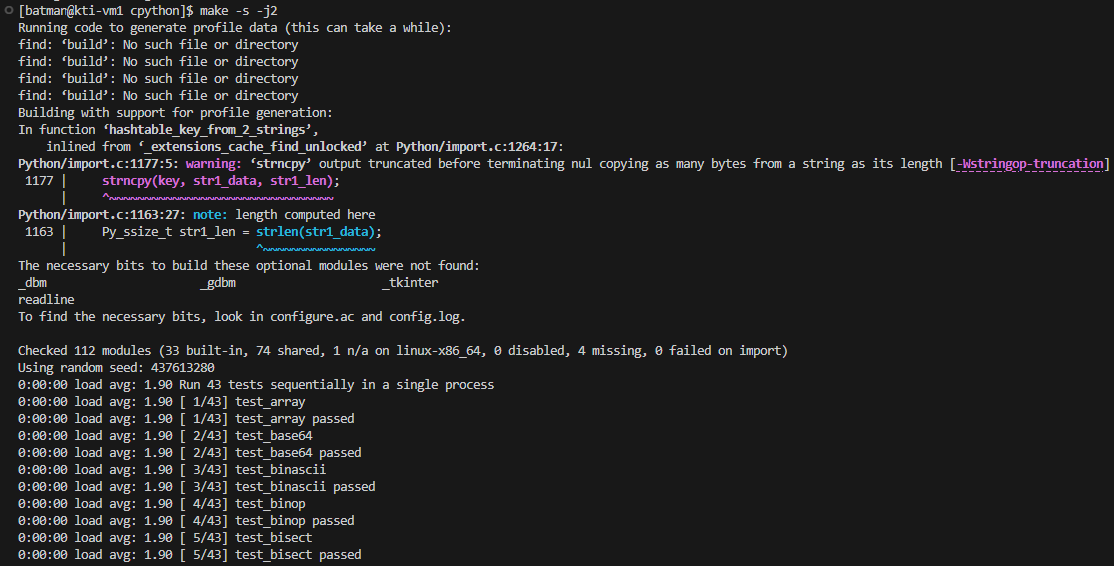 [batman@kti-vm1 cpython]$ make -s -j2
Running code to generate profile data (this can take a while):
find: ‘build’: No such file or directory
find: ‘build’: No such file or directory
find: ‘build’: No such file or directory
find: ‘build’: No such file or directory
Building with support for profile generation:
In function ‘hashtable_key_from_2_strings’,
    inlined from ‘_extensions_cache_find_unlocked’ at Python/import.c:1264:17:
Python/import.c:1177:5: warning: ‘strncpy’ output truncated before terminating nul copying as many bytes from a string as its length [-Wstringop-truncation]
 1177 |     strncpy(key, str1_data, str1_len);
      |     ^~~~~~~~~~~~~~~~~~~~~~~~~~~~~~~~~
Python/import.c:1163:27: note: length computed here
 1163 |     Py_ssize_t str1_len = strlen(str1_data);
      |                           ^~~~~~~~~~~~~~~~~
The necessary bits to build these optional modules were not found:
_dbm                      _gdbm                     _tkinter
readline
To find the necessary bits, look in configure.ac and config.log.

Checked 112 modules (33 built-in, 74 shared, 1 n/a on linux-x86_64, 0 disabled, 4 missing, 0 failed on import)
Using random seed: 437613280
0:00:00 load avg: 1.90 Run 43 tests sequentially in a single process
0:00:00 load avg: 1.90 [ 1/43] test_array
0:00:00 load avg: 1.90 [ 1/43] test_array passed
0:00:00 load avg: 1.90 [ 2/43] test_base64
0:00:00 load avg: 1.90 [ 2/43] test_base64 passed
0:00:00 load avg: 1.90 [ 3/43] test_binascii
0:00:00 load avg: 1.90 [ 3/43] test_binascii passed
0:00:00 load avg: 1.90 [ 4/43] test_binop
0:00:00 load avg: 1.90 [ 4/43] test_binop passed
0:00:00 load avg: 1.90 [ 5/43] test_bisect
0:00:00 load avg: 1.90 [ 5/43] test_bisect passed